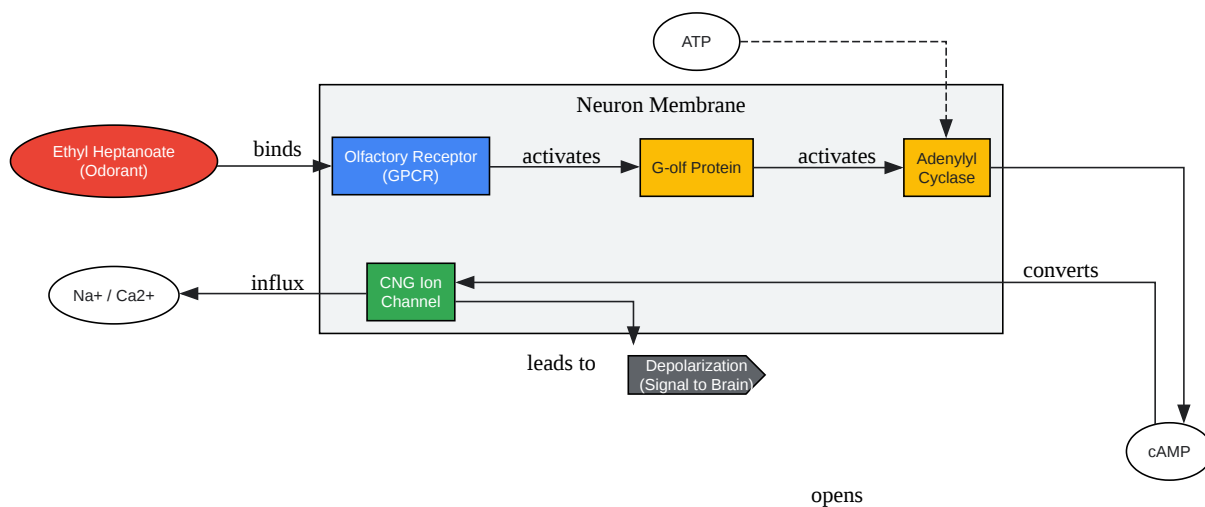 ATP
Neuron Membrane
Ethyl Heptanoate
(Odorant)
binds
Olfactory Receptor
(GPCR)
activates
G-olf Protein
activates
Adenylyl
Cyclase
Na+ / Ca2+
influx
CNG Ion
Channel
converts
leads to
Depolarization
(Signal to Brain)
cAMP
opens